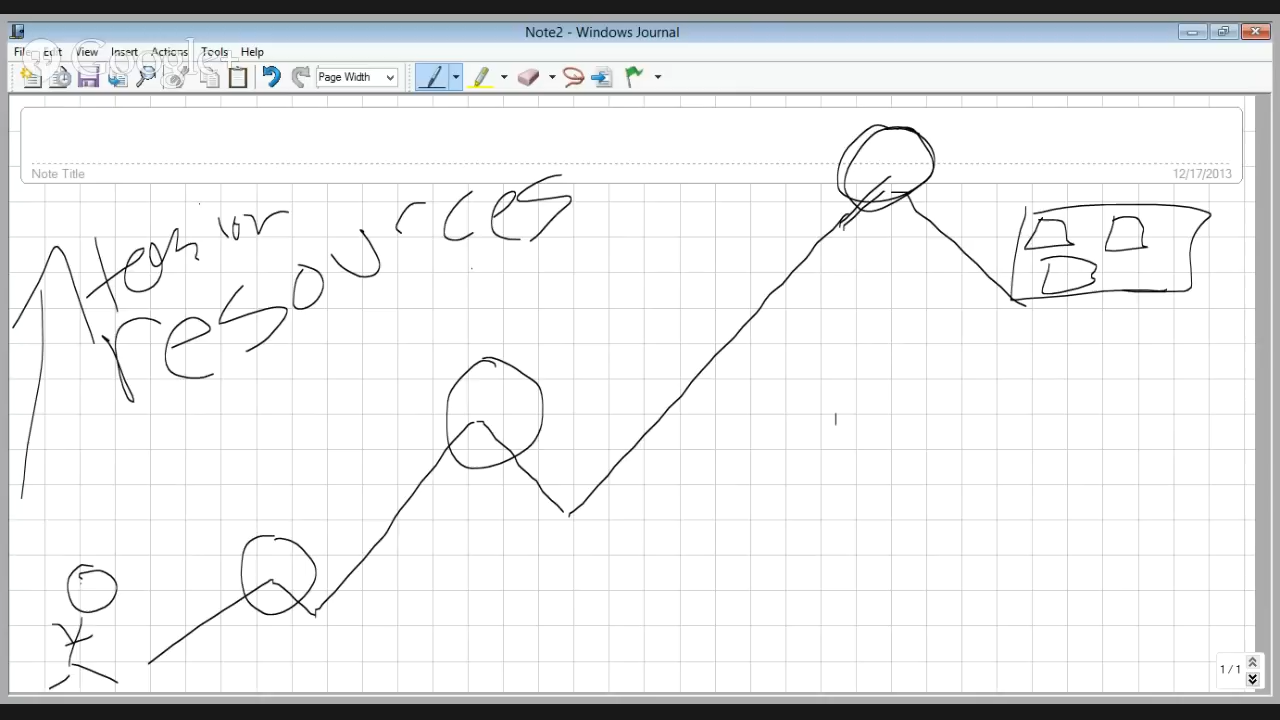 Note2 - Windows Journal
File Edit View Insert Actions Tools Help
Google+
Page Width
Note Title
12/17/2013
resources
1/1